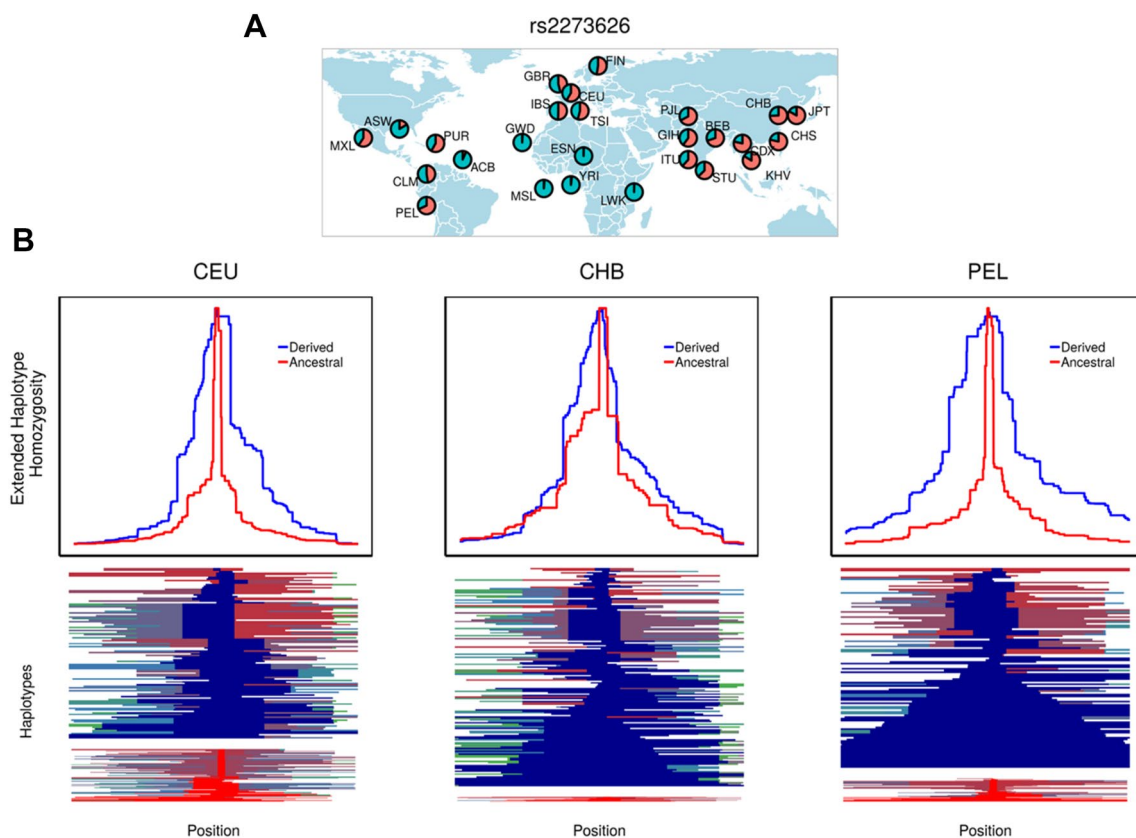 A
rs2273626
FIN
GBR
CEU
IBS
TSI
ASW
MXL
PUR
ACB
CLM
PEL
GWD
ESN
YRI
MSL
LWK
PJL
BEB
GIH
ITU
STU
CHB
JPT
CHS
CDX
KHV
B
CEU
CHB
PEL
Extended Haplotype
Homozygosity
Derived
Ancestral
Derived
Ancestral
Derived
Ancestral
Haplotypes
Position
Position
Position